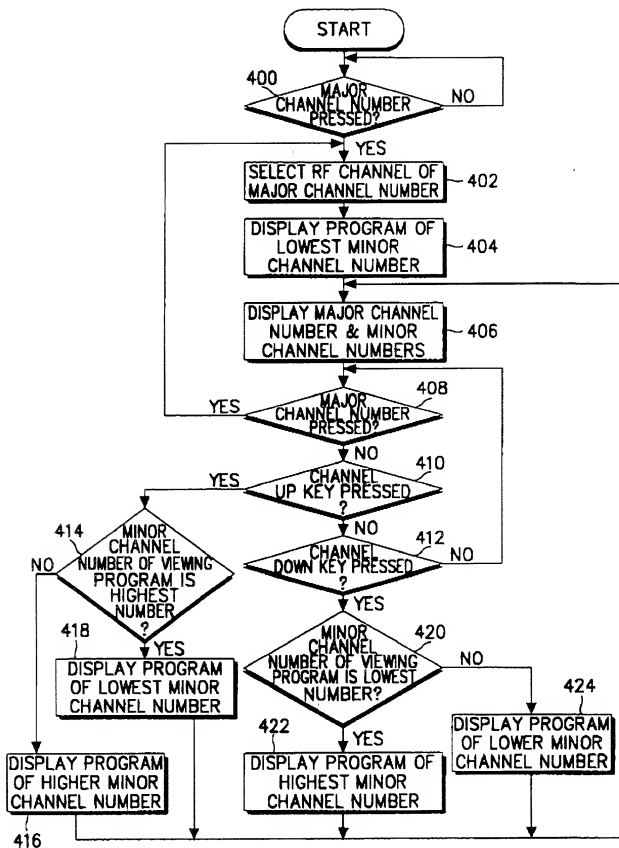 START
400
MAJOR
CHANNEL NUMBER
PRESSED?
NO
YES
SELECT RF CHANNEL OF
MAJOR CHANNEL NUMBER
402
DISPLAY PROGRAM OF
LOWEST MINOR
CHANNEL NUMBER
404
DISPLAY MAJOR CHANNEL
NUMBER & MINOR
CHANNEL NUMBERS
406
408
YES
MAJOR
CHANNEL NUMBER
PRESSED?
NO
410
YES
CHANNEL
UP KEY PRESSED
?
NO
412
CHANNEL
DOWN KEY PRESSED
?
NO
YES
414
MINOR
CHANNEL
NUMBER OF VIEWING
PROGRAM IS
HIGHEST
NUMBER
?
NO
YES
418
DISPLAY PROGRAM
OF LOWEST MINOR
CHANNEL NUMBER
420
MINOR
CHANNEL
NUMBER OF VIEWING
PROGRAM IS LOWEST
NUMBER?
NO
YES
422
424
DISPLAY PROGRAM
OF LOWER MINOR
CHANNEL NUMBER
DISPLAY PROGRAM
OF HIGHER MINOR
CHANNEL NUMBER
416
DISPLAY PROGRAM OF
HIGHEST MINOR
CHANNEL NUMBER